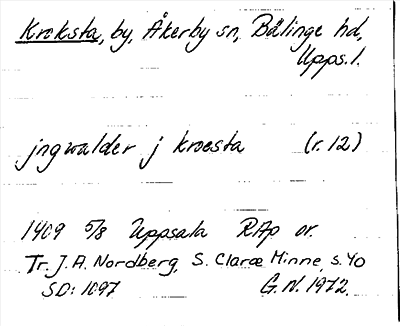 Kroksta, by, Åkerby sn, Bälinge hd,
Upps.l.
jngwalder j kroesta (r. 12)
1409 5/8 Uppsala RAp or.
Tr. J. A. Nordberg, S. Claræ Minne, s. 40
SD: 1097 G. N. 1972.